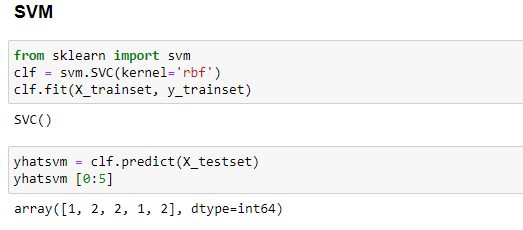 SVM
from sklearn import svm
clf = svm.SVC(kernel='rbf')
clf.fit(X_trainset, y_trainset)
SVC()
yhatsvm = clf.predict(X_testset)
yhatsvm [0:5]
array([1, 2, 2, 1, 2], dtype=int64)